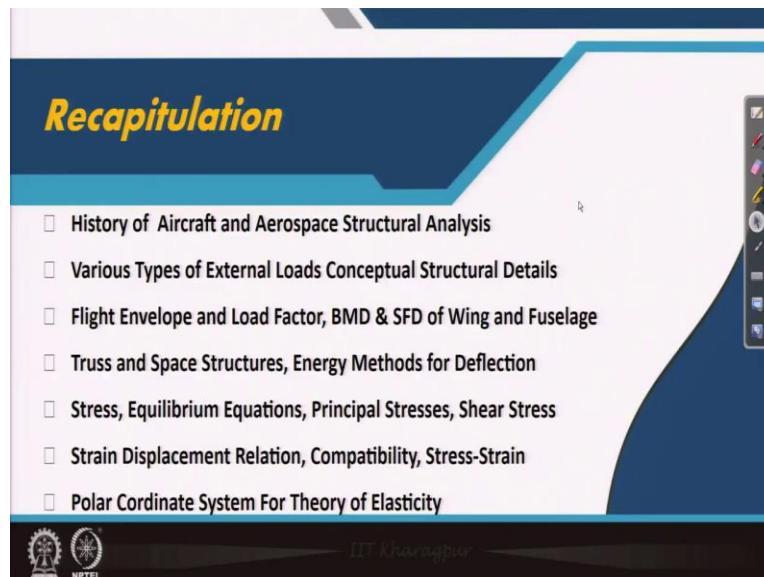 Recapitulation
History of Aircraft and Aerospace Structural Analysis
Various Types of External Loads Conceptual Structural Details
Flight Envelope and Load Factor, BMD & SFD of Wing and Fuselage
Truss and Space Structures, Energy Methods for Deflection
Stress, Equilibrium Equations, Principal Stresses, Shear Stress
Strain Displacement Relation, Compatibility, Stress-Strain
Polar Cordinate System For Theory of Elasticity
IIT Kharagpur
NPTEL